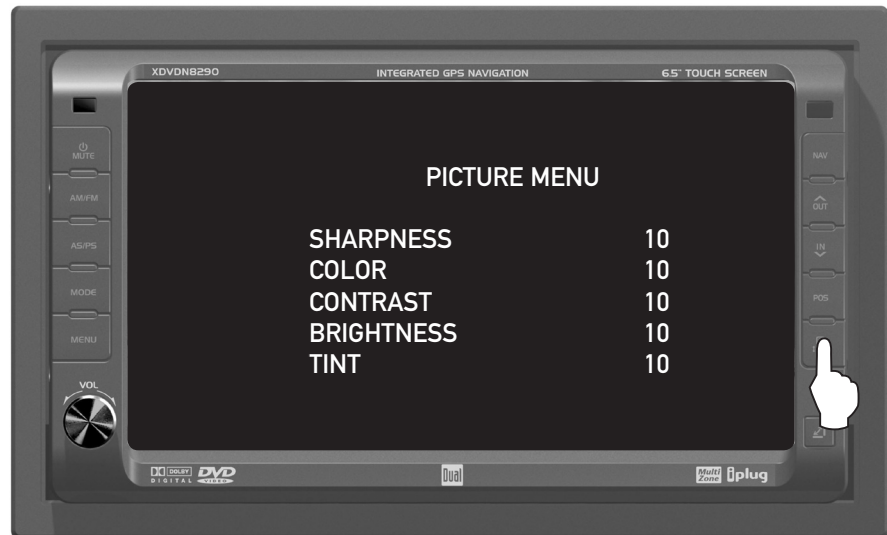 XDVDN8290 INTEGRATED GPS NAVIGATION 6.5" TOUCH SCREEN
MUTE
AM/FM
AS/PS
MODE
MENU
VOL
PICTURE MENU
SHARPNESS 10
COLOR 10
CONTRAST 10
BRIGHTNESS 10
TINT 10
NAV
OUT
IN
POS
DOLBY
DIGITAL
DVD
VIDEO
Dual
Multi
Zone
iplug